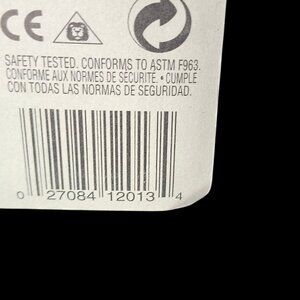 CE
SAFETY TESTED. CONFORMS TO ASTM F963.
CONFORME AUX NORMES DE SÉCURITÉ. • CUMPLE
CON TODAS LAS NORMAS DE SEGURIDAD.
0 27084 12013 4